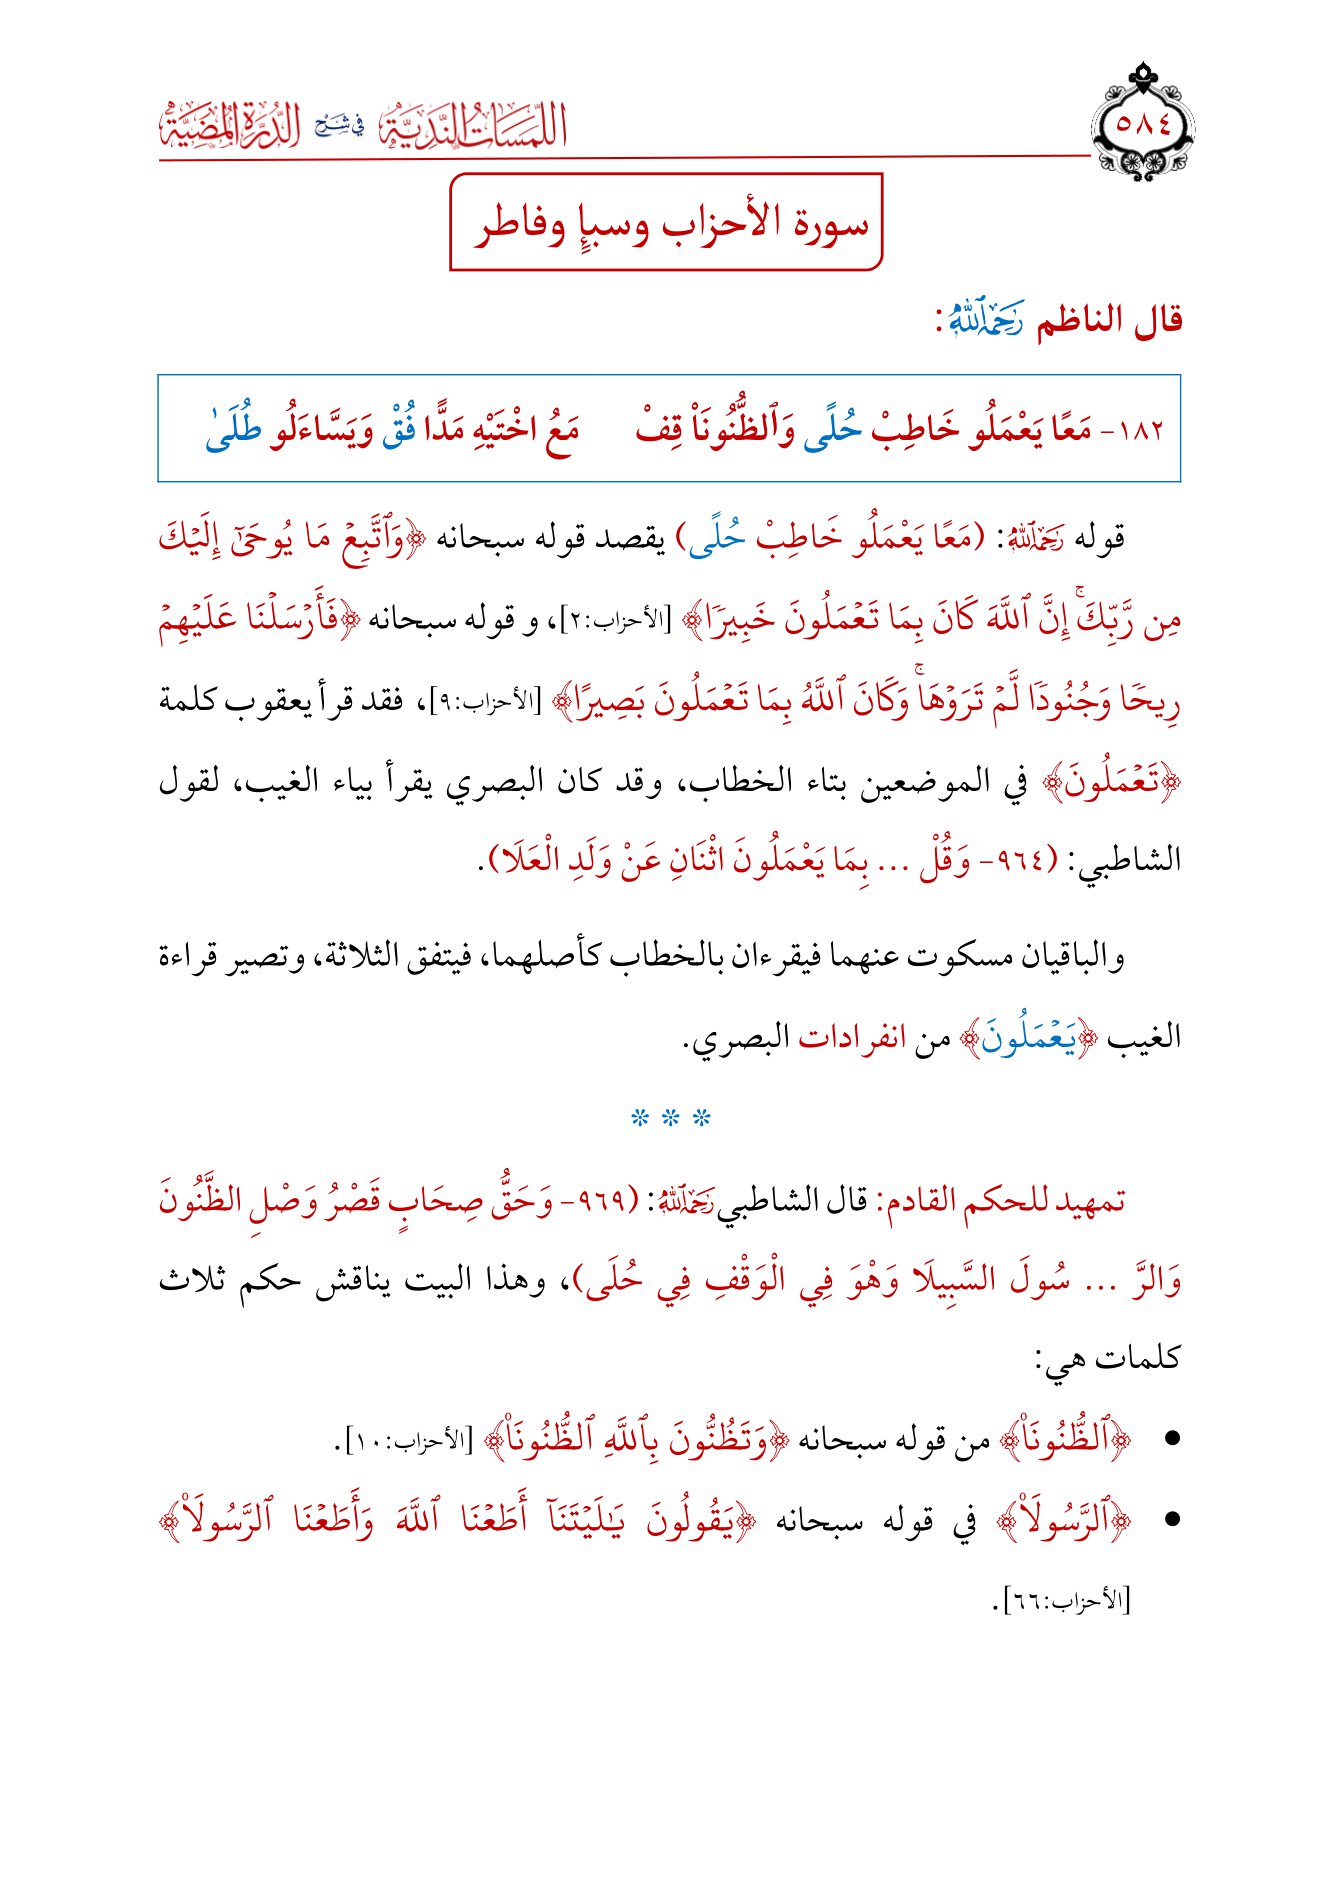 اللَّمَسَاتُ النَّدِيَّةُ فِي شَرْحِ الدُّرَّةِ الْمُضِيَّةِ
٥٨٤
سورة الأحزاب وسبإٍ وفاطر
قال الناظم رَحِمَهُ ٱللَّهُ:
١٨٢- مَعًا يَعْمَلُو خَاطِبْ حُلًى وَٱلظُّنُونَاْ قِفْ مَعُ اخْتَيْهِ مَدًّا فُقْ وَيَسَّاءَلُو طُلَىٰ
قوله رَحِمَهُ ٱللَّهُ: (مَعًا يَعْمَلُو خَاطِبْ حُلًى) يقصد قوله سبحانه ﴿وَٱتَّبِعۡ مَا يُوحَىٰٓ إِلَيۡكَ
مِن رَّبِّكَۚ إِنَّ ٱللَّهَ كَانَ بِمَا تَعۡمَلُونَ خَبِيرٗا﴾ [الأحزاب:٢]، و قوله سبحانه ﴿فَأَرۡسَلۡنَا عَلَيۡهِمۡ
رِيحٗا وَجُنُودٗا لَّمۡ تَرَوۡهَاۚ وَكَانَ ٱللَّهُ بِمَا تَعۡمَلُونَ بَصِيرًا﴾ [الأحزاب:٩]، فقد قرأ يعقوب كلمة
﴿تَعۡمَلُونَ﴾ في الموضعين بتاء الخطاب، وقد كان البصري يقرأ بياء الغيب، لقول
الشاطبي: (٩٦٤- وَقُلْ ... بِمَا يَعْمَلُونَ اثْنَانِ عَنْ وَلَدِ الْعَلَا).
والباقيان مسكوت عنهما فيقرءان بالخطاب كأصلهما، فيتفق الثلاثة، وتصير قراءة
الغيب ﴿يَعۡمَلُونَ﴾ من انفرادات البصري.
* * *
تمهيد للحكم القادم: قال الشاطبي رَحِمَهُ ٱللَّهُ: (٩٦٩- وَحَقُّ صِحَابٍ قَصْرُ وَصْلِ الظُّنُونَ
وَالرَّ ... سُولَ السَّبِيلَا وَهْوَ فِي الْوَقْفِ فِي حُلَى)، وهذا البيت يناقش حكم ثلاث
كلمات هي:
● ﴿ٱلظُّنُونَا۠﴾ من قوله سبحانه ﴿وَتَظُنُّونَ بِٱللَّهِ ٱلظُّنُونَا۠﴾ [الأحزاب:١٠].
● ﴿ٱلرَّسُولَا۠﴾ في قوله سبحانه ﴿يَقُولُونَ يَٰلَيۡتَنَآ أَطَعۡنَا ٱللَّهَ وَأَطَعۡنَا ٱلرَّسُولَا۠﴾
[الأحزاب:٦٦].